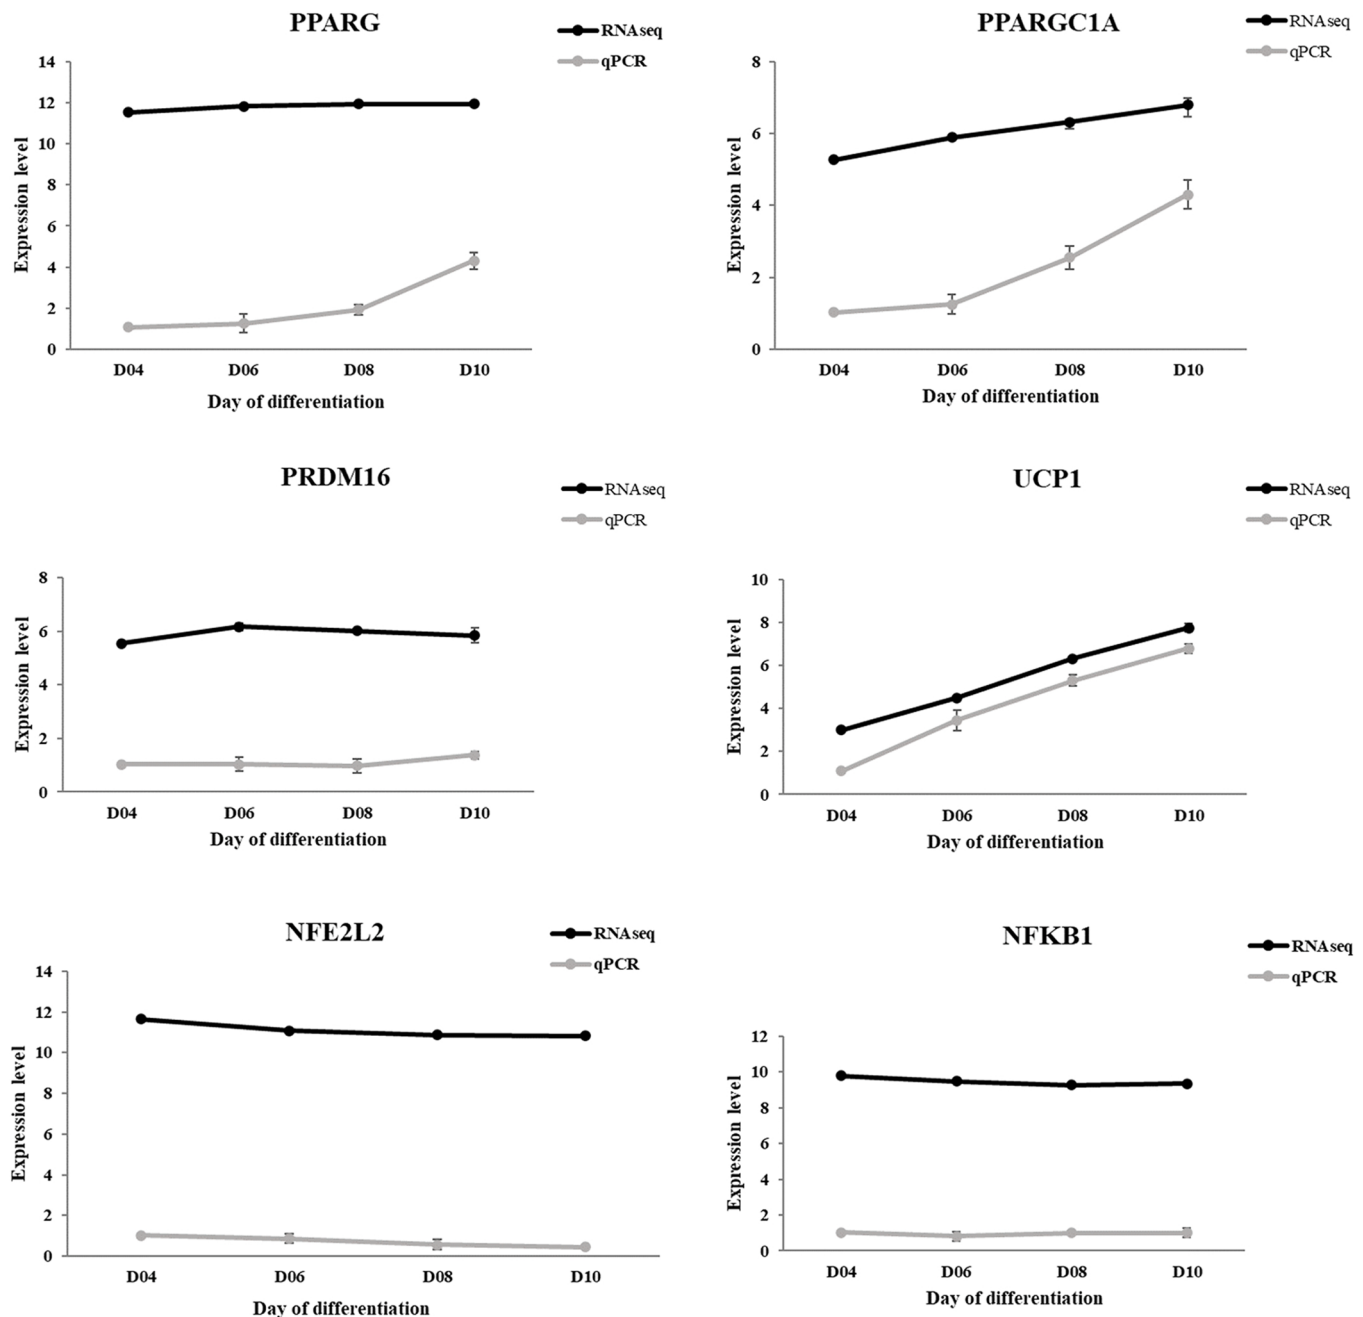 PPARG
RNAseq
qPCR
14
12
10
8
6
4
2
0
Expression level
D04 D06 D08 D10
Day of differentiation
PPARGC1A
RNAseq
qPCR
8
6
4
2
0
Expression level
D04 D06 D08 D10
Day of differentiation
PRDM16
RNAseq
qPCR
8
6
4
2
0
Expression level
D04 D06 D08 D10
Day of differentiation
UCP1
RNAseq
qPCR
10
8
6
4
2
0
Expression level
D04 D06 D08 D10
Day of differentiation
NFE2L2
RNAseq
qPCR
14
12
10
8
6
4
2
0
Expression level
D04 D06 D08 D10
Day of differentiation
NFKB1
RNAseq
qPCR
12
10
8
6
4
2
0
Expression level
D04 D06 D08 D10
Day of differentiation